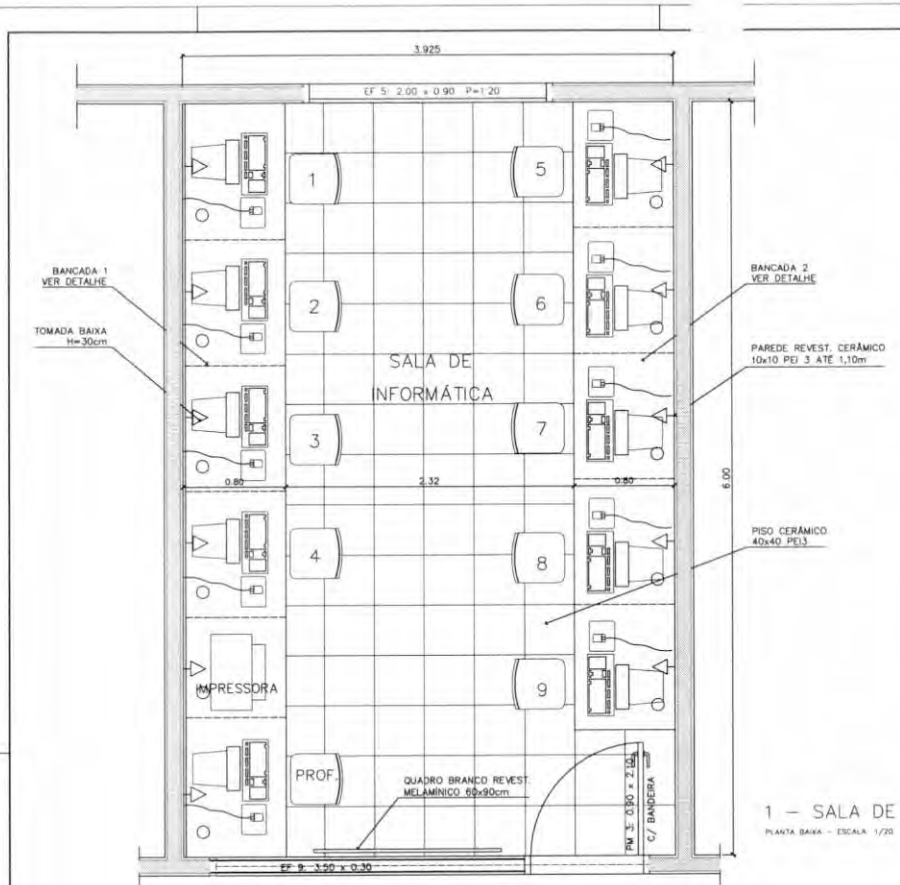 3.925
EF 5: 2.00 x 0.90 P=1.20
1
5
BANCADA 1
VER DETALHE
2
6
BANCADA 2
VER DETALHE
TOMADA BAIXA
H=30cm
SALA DE
INFORMÁTICA
PAREDE REVEST. CERÂMICO
10x10 PEI 3 ATÉ 1,10m
3
7
0.80
2.32
0.80
6.00
4
8
PISO CERÂMICO
40x40 PEI3
IMPRESSORA
9
PROF.
QUADRO BRANCO REVEST.
MELAMÍNICO 60x90cm
PM 3: 0.90 x 2.10
C/ BANDEIRA
1 - SALA DE
PLANTA BAIXA - ESCALA 1/20
EF 9: 3.50 x 0.30